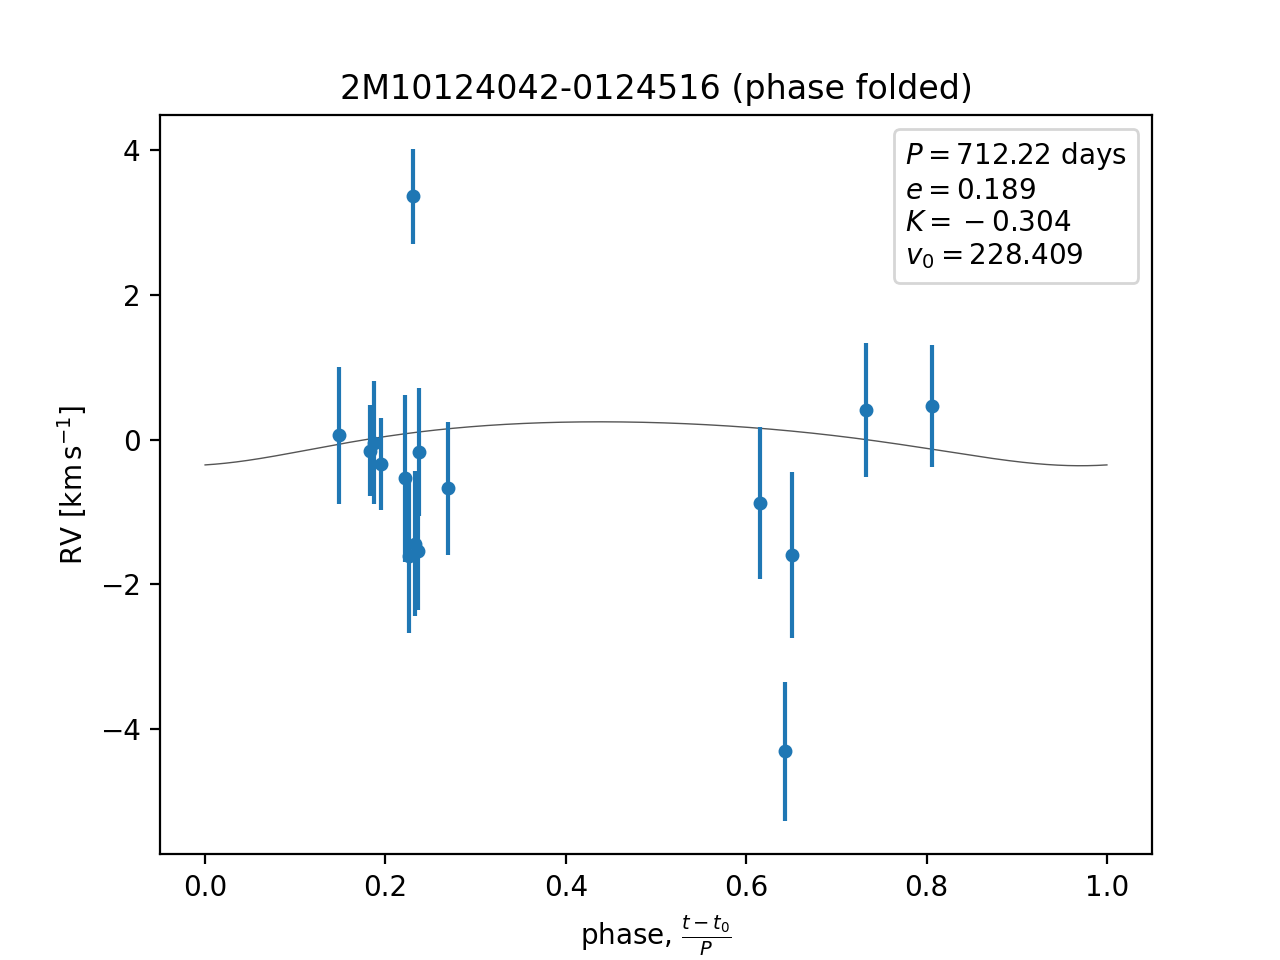 2M10124042-0124516 (phase folded)
P = 712.22 days
e = 0.189
K = −0.304
v₀ = 228.409
4
2
0
−2
−4
RV [km s⁻¹]
0.0 0.2 0.4 0.6 0.8 1.0
phase, (t − t₀)/P